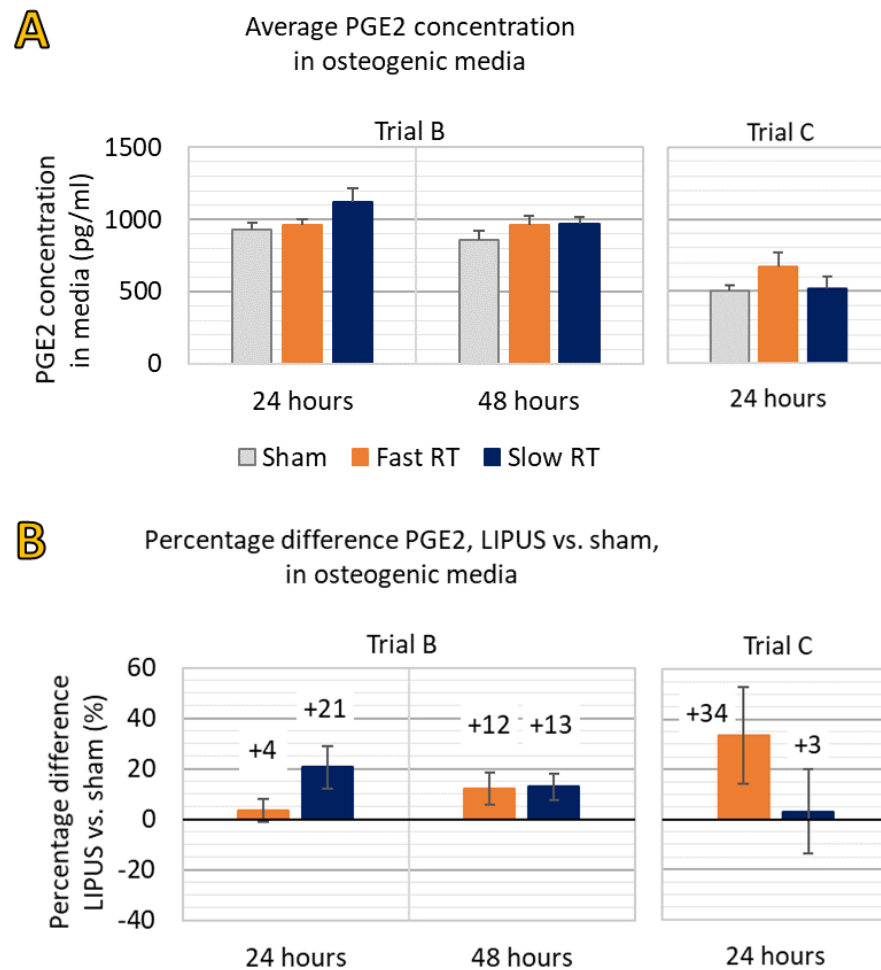 A
Average PGE2 concentration
in osteogenic media
Trial B
Trial C
PGE2 concentration
in media (pg/ml)
1500
1000
500
0
24 hours
48 hours
24 hours
Sham
Fast RT
Slow RT
B
Percentage difference PGE2, LIPUS vs. sham,
in osteogenic media
Trial B
Trial C
Percentage difference
LIPUS vs. sham (%)
60
40
20
0
-20
-40
+4
+21
+12
+13
+34
+3
24 hours
48 hours
24 hours